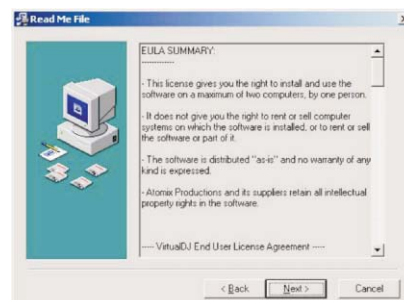 Read Me File
EULA SUMMARY:
------------
- This license gives you the right to install and use the
software on a maximum of two computers, by one person.
- It does not give you the right to rent or sell computer
systems on which the software is installed, or to rent or sell
the software or part of it.
- The software is distributed "as-is" and no warranty of any
kind is expressed.
- Atomix Productions and its suppliers retain all intellectual
property rights in the software.
---- VirtualDJ End User License Agreement ----
< Back
Next >
Cancel